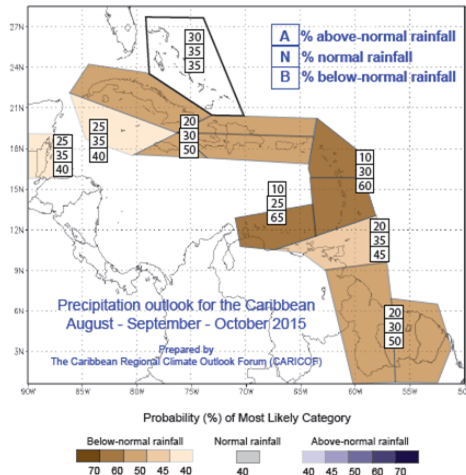 27N
24N
21N
18N
15N
12N
9N
6N
3N
A % above-normal rainfall
N % normal rainfall
B % below-normal rainfall
30
35
35
25
35
40
25
35
40
20
30
50
10
30
60
10
25
65
20
35
45
20
30
50
Precipitation outlook for the Caribbean
August - September - October 2015
Prepared by
The Caribbean Regional Climate Outlook Forum (CARICOF)
90W 85W 80W 75W 70W 65W 60W 55W 50W
Probability (%) of Most Likely Category
Below-normal rainfall Normal rainfall Above-normal rainfall
70 60 50 45 40 40 40 45 50 60 70